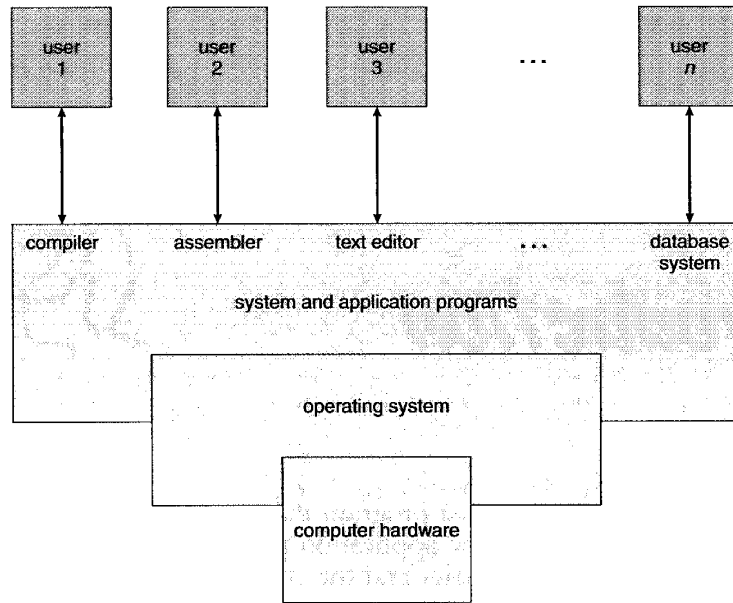 user user user ... user
1 2 3 n
compiler assembler text editor ... database system
system and application programs
operating system
computer hardware